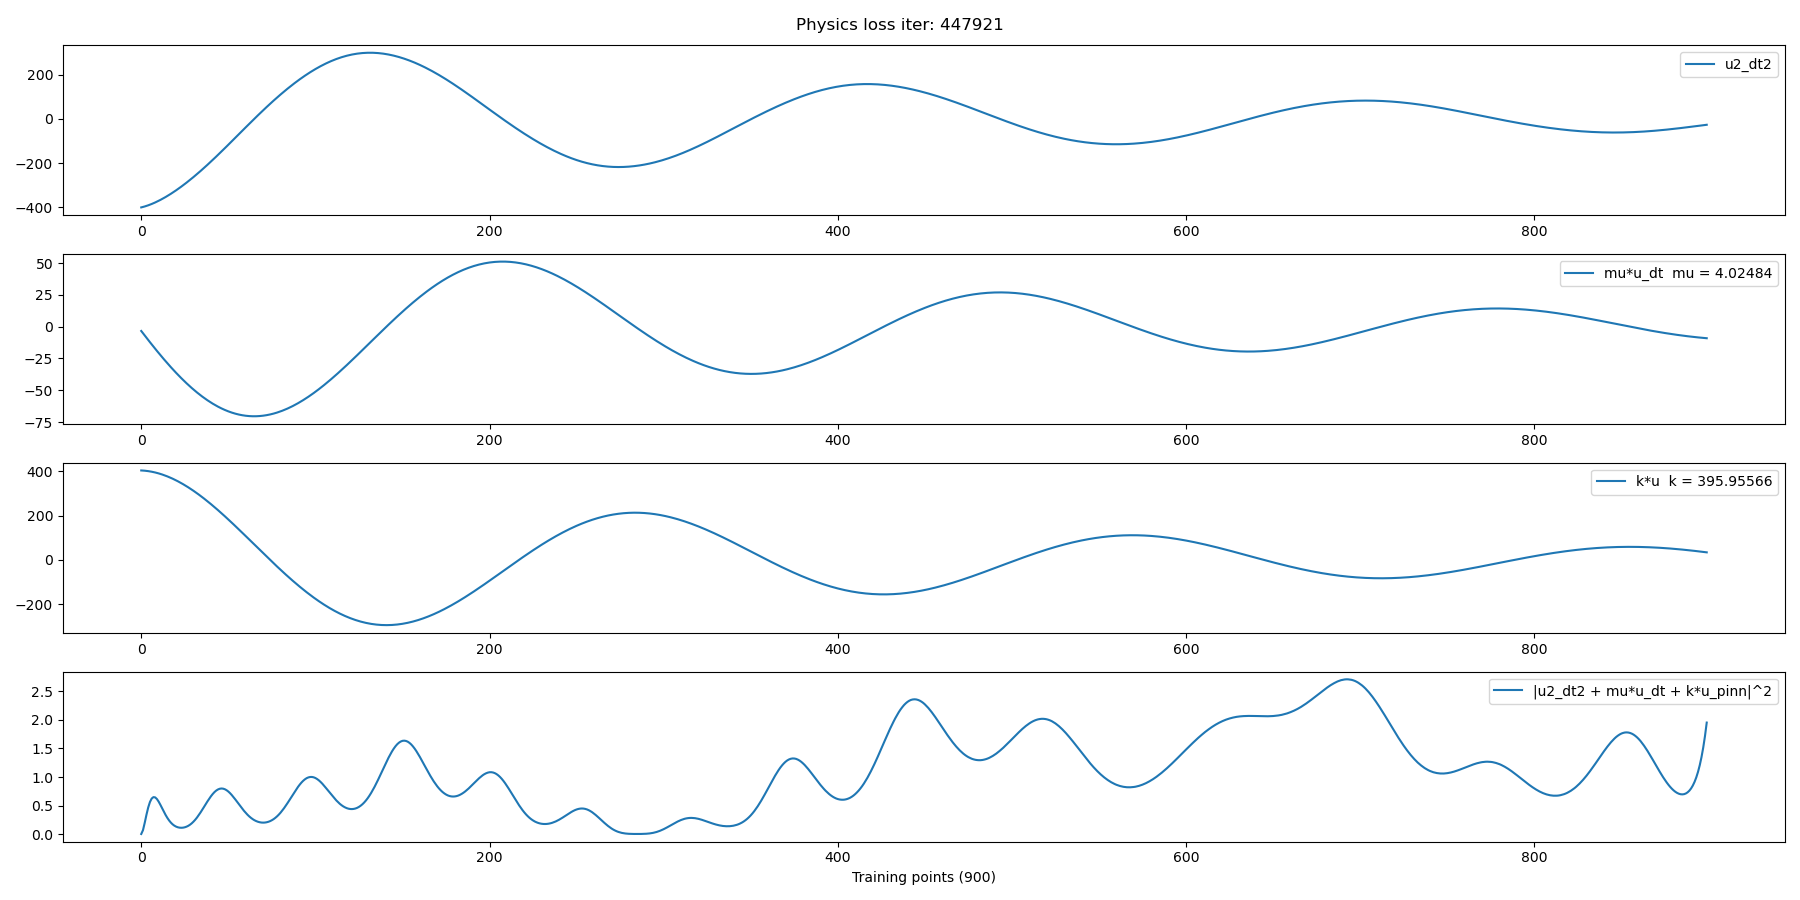 Physics loss iter: 447921
u2_dt2
200
0
−200
−400
0 200 400 600 800
mu*u_dt  mu = 4.02484
50
25
0
−25
−50
−75
0 200 400 600 800
k*u  k = 395.95566
400
200
0
−200
0 200 400 600 800
|u2_dt2 + mu*u_dt + k*u_pinn|^2
2.5
2.0
1.5
1.0
0.5
0.0
0 200 400 600 800
Training points (900)